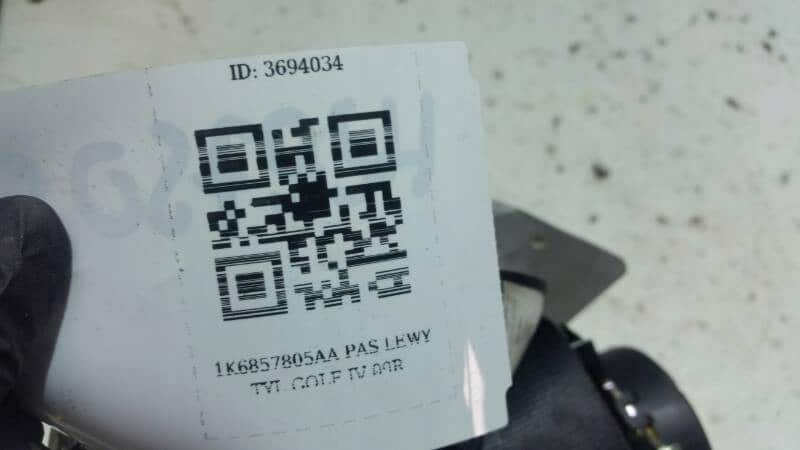 ID: 3694034
1K6857805AA PAS LEWY
TYL GOLF IV 00R